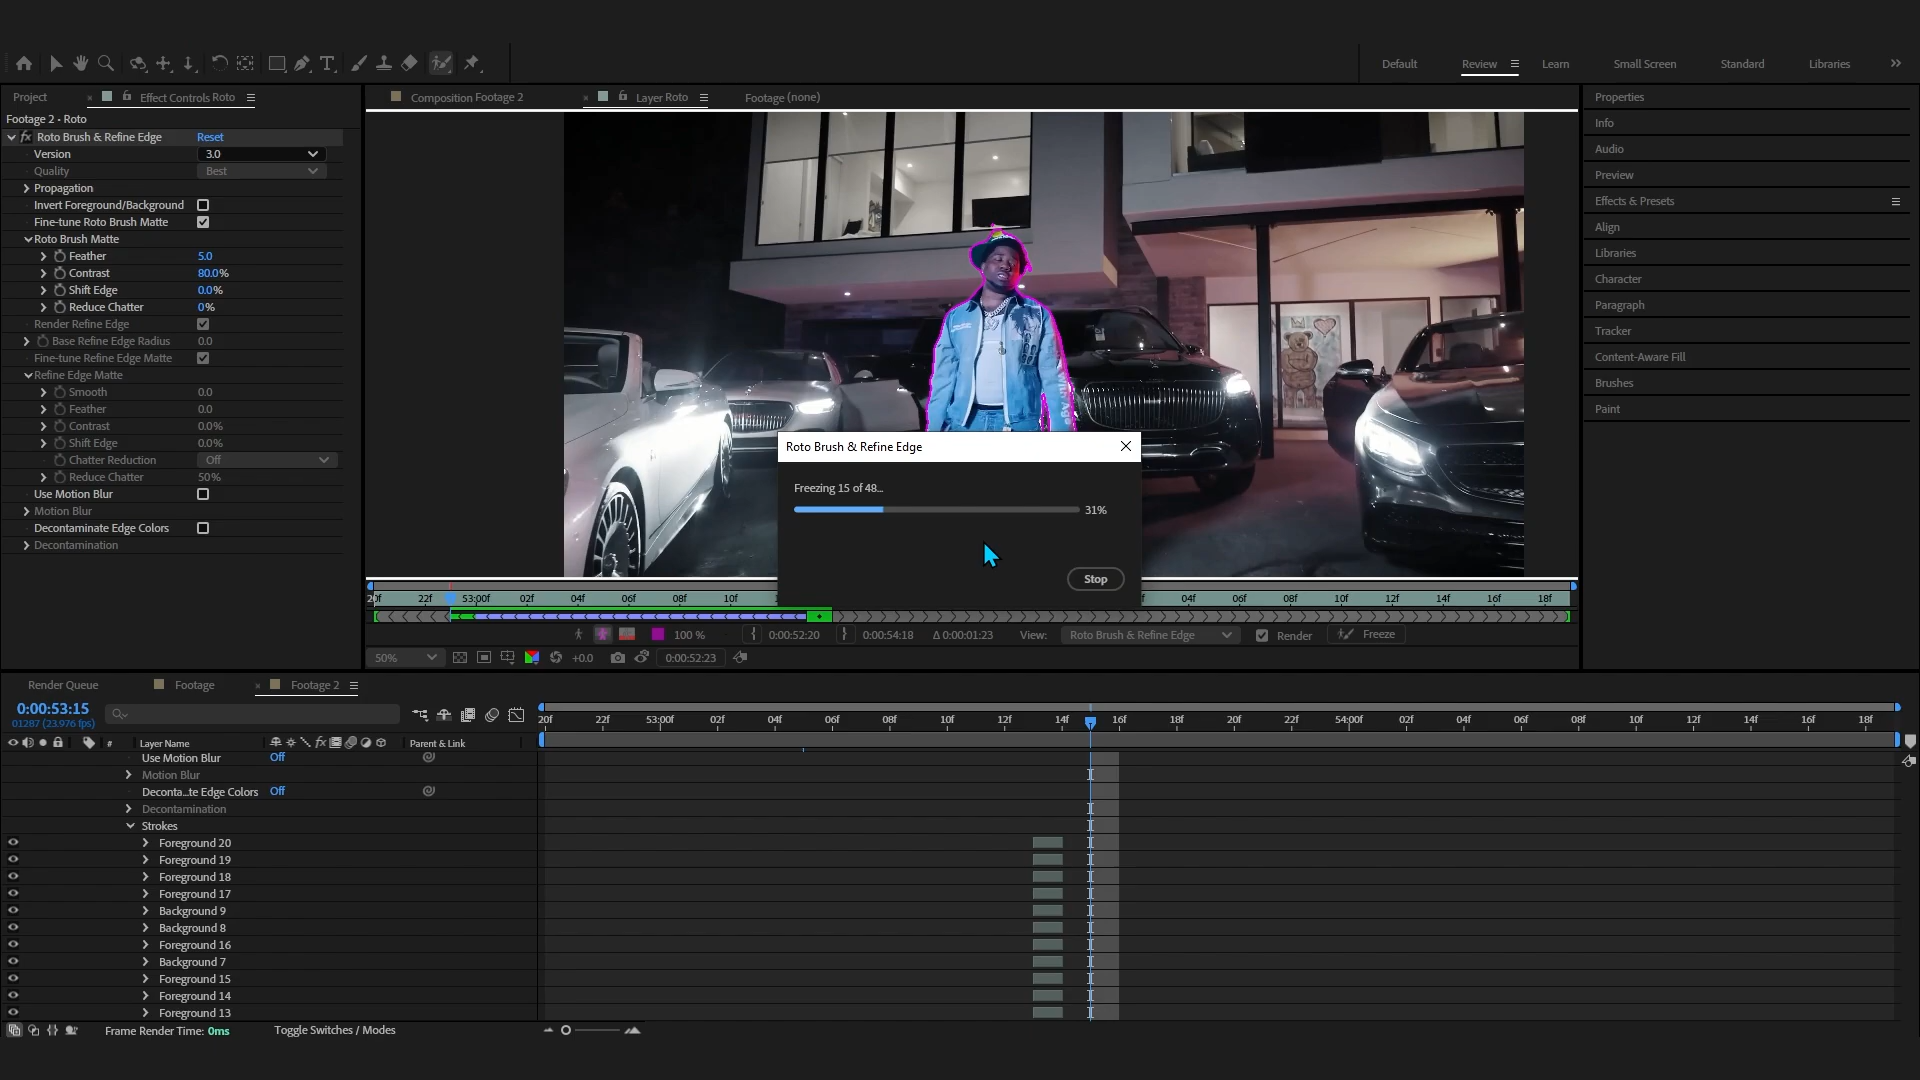 Default
Review
Learn
Small Screen
Standard
Libraries
Project
Effect Controls Roto
Composition Footage 2
Layer Roto
Footage (none)
Footage 2 • Roto
fx Roto Brush & Refine Edge Reset
Version 3.0
Quality Best
Propagation
Invert Foreground/Background
Fine-tune Roto Brush Matte
Roto Brush Matte
Feather 5.0
Contrast 80.0%
Shift Edge 0.0%
Reduce Chatter 0%
Render Refine Edge
Base Refine Edge Radius 0.0
Fine-tune Refine Edge Matte
Refine Edge Matte
Smooth 0.0
Feather 0.0
Contrast 0.0%
Shift Edge 0.0%
Chatter Reduction Off
Reduce Chatter 50%
Use Motion Blur
Motion Blur
Decontaminate Edge Colors
Decontamination
Roto Brush & Refine Edge
Freezing 15 of 48...
31%
Stop
20f 22f 53:00f 02f 04f 06f 08f 10f 04f 06f 08f 10f 12f 14f 16f 18f
100 % 0:00:52:20 0:00:54:18 Δ 0:00:01:23 View: Roto Brush & Refine Edge Render Freeze
50% +0.0 0:00:52:23
Properties
Info
Audio
Preview
Effects & Presets
Align
Libraries
Character
Paragraph
Tracker
Content-Aware Fill
Brushes
Paint
Render Queue
Footage
Footage 2
0:00:53:15
01287 (23.976 fps)
20f 22f 53:00f 02f 04f 06f 08f 10f 12f 14f 16f 18f 20f 22f 54:00f 02f 04f 06f 08f 10f 12f 14f 16f 18f
# Layer Name fx Parent & Link
Use Motion Blur Off
Motion Blur
Deconta...te Edge Colors Off
Decontamination
Strokes
Foreground 20
Foreground 19
Foreground 18
Foreground 17
Background 9
Background 8
Foreground 16
Background 7
Foreground 15
Foreground 14
Foreground 13
Frame Render Time: 0ms
Toggle Switches / Modes